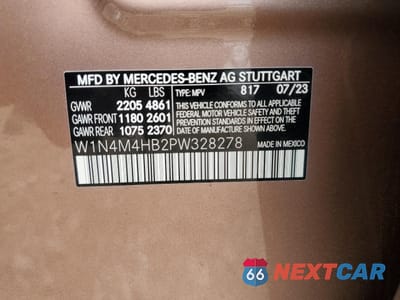 MFD BY MERCEDES-BENZ AG STUTTGART
KG LBS TYPE: MPV 817 07/23
GVWR 2205 4861
GAWR FRONT 1180 2601
GAWR REAR 1075 2370
THIS VEHICLE CONFORMS TO ALL APPLICABLE
FEDERAL MOTOR VEHICLE SAFETY AND THEFT
PREVENTION STANDARDS IN EFFECT ON THE
DATE OF MANUFACTURE SHOWN ABOVE.
W1N4M4HB2PW328278 MADE IN MEXICO
66 NEXTCAR